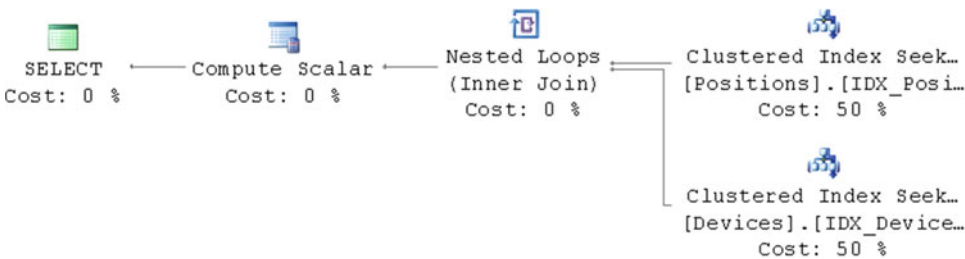 SELECT
Cost: 0 %
Compute Scalar
Cost: 0 %
Nested Loops
(Inner Join)
Cost: 0 %
Clustered Index Seek…
[Positions].[IDX_Posi…
Cost: 50 %
Clustered Index Seek…
[Devices].[IDX_Device…
Cost: 50 %